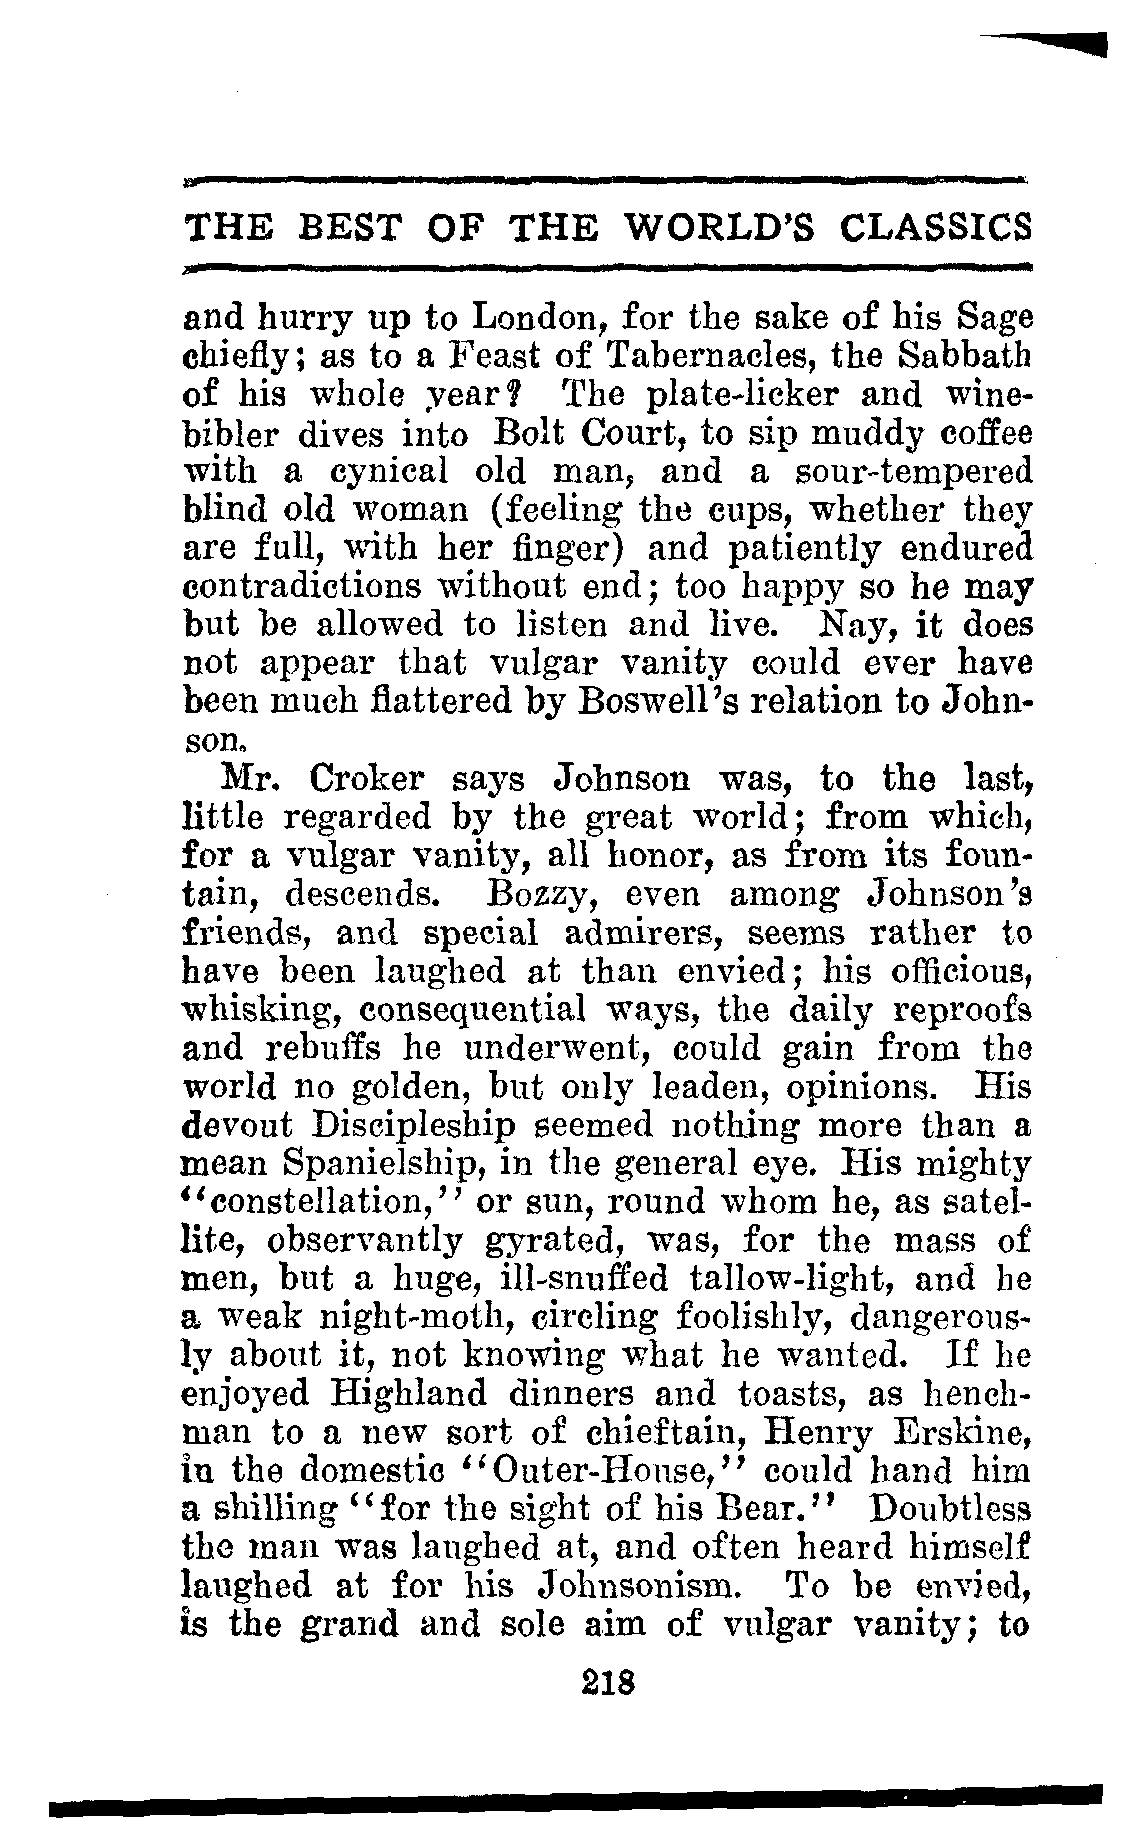 THE BEST OF THE WORLD'S CLASSICS
and hurry up to London, for the sake of his Sage
chiefly; as to a Feast of Tabernacles, the Sabbath
of his whole year? The plate-licker and wine-
bibler dives into Bolt Court, to sip muddy coffee
with a cynical old man, and a sour-tempered
blind old woman (feeling the cups, whether they
are full, with her finger) and patiently endured
contradictions without end; too happy so he may
but be allowed to listen and live. Nay, it does
not appear that vulgar vanity could ever have
been much flattered by Boswell's relation to John-
son.
Mr. Croker says Johnson was, to the last,
little regarded by the great world; from which,
for a vulgar vanity, all honor, as from its foun-
tain, descends. Bozzy, even among Johnson's
friends, and special admirers, seems rather to
have been laughed at than envied; his officious,
whisking, consequential ways, the daily reproofs
and rebuffs he underwent, could gain from the
world no golden, but only leaden, opinions. His
devout Discipleship seemed nothing more than a
mean Spanielship, in the general eye. His mighty
"constellation," or sun, round whom he, as satel-
lite, observantly gyrated, was, for the mass of
men, but a huge, ill-snuffed tallow-light, and he
a weak night-moth, circling foolishly, dangerous-
ly about it, not knowing what he wanted. If he
enjoyed Highland dinners and toasts, as hench-
man to a new sort of chieftain, Henry Erskine,
in the domestic "Outer-House," could hand him
a shilling "for the sight of his Bear." Doubtless
the man was laughed at, and often heard himself
laughed at for his Johnsonism. To be envied,
is the grand and sole aim of vulgar vanity; to
218